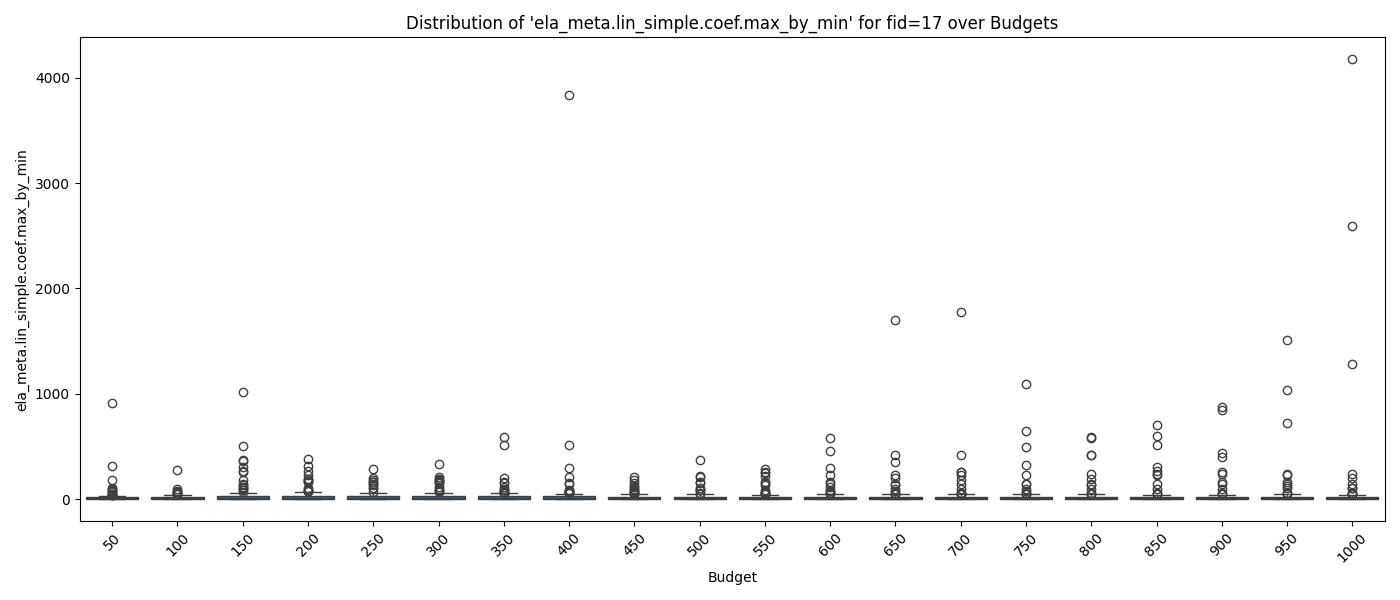 Distribution of 'ela_meta.lin_simple.coef.max_by_min' for fid=17 over Budgets
ela_meta.lin_simple.coef.max_by_min
4000
3000
2000
1000
0
50 100 150 200 250 300 350 400 450 500 550 600 650 700 750 800 850 900 950 1000
Budget